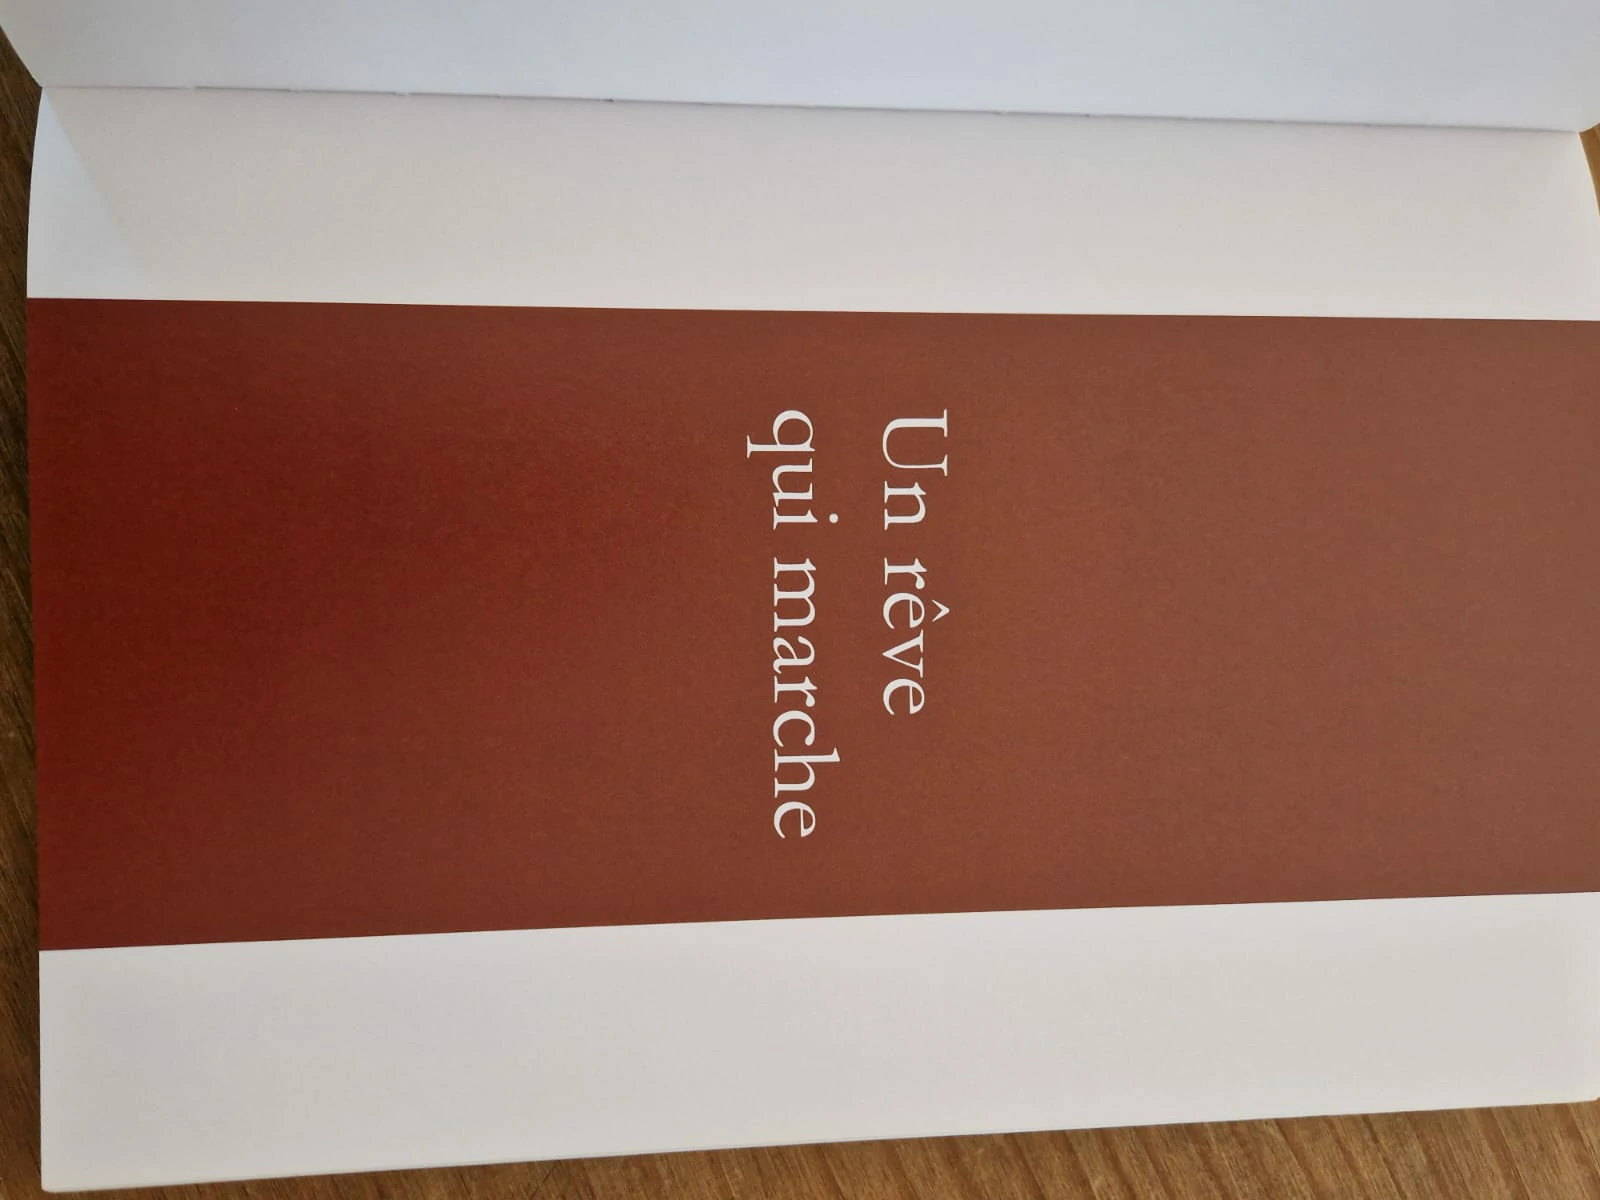 Un rêve
qui marche